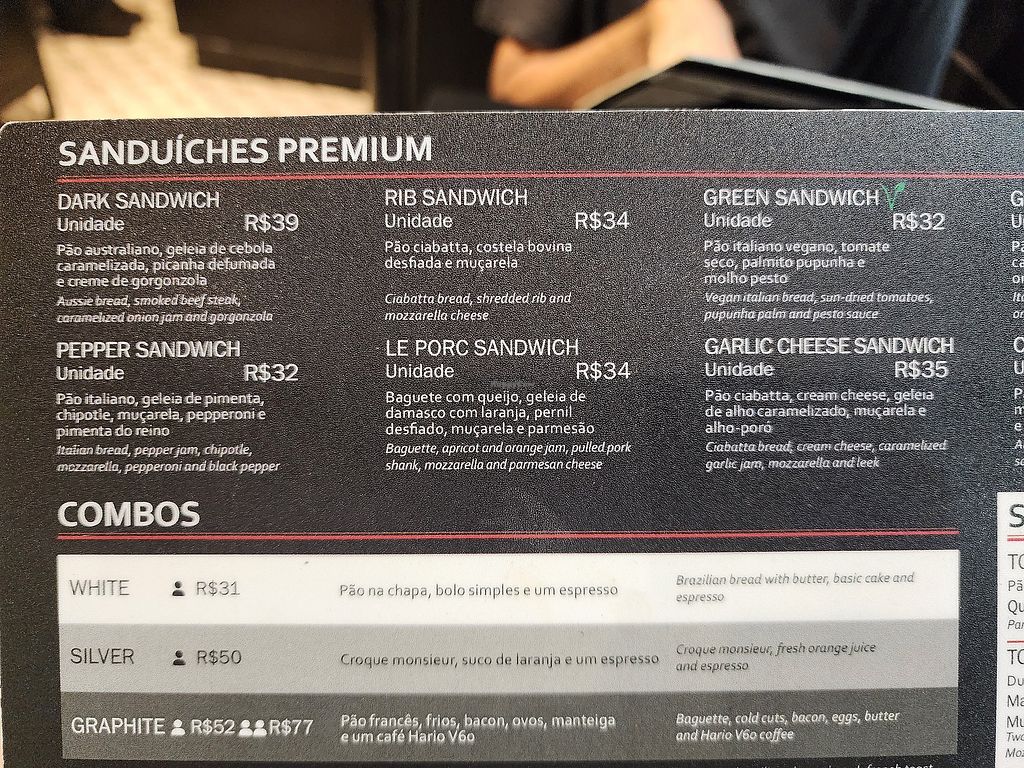 SANDUÍCHES PREMIUM
DARK SANDWICH
Unidade R$39
Pão australiano, geleia de cebola
caramelizada, picanha defumada
e creme de gorgonzola
Aussie bread, smoked beef steak,
caramelized onion jam and gorgonzola
RIB SANDWICH
Unidade R$34
Pão ciabatta, costela bovina
desfiada e muçarela
Ciabatta bread, shredded rib and
mozzarella cheese
GREEN SANDWICH
Unidade R$32
Pão italiano vegano, tomate
seco, palmito pupunha e
molho pesto
Vegan italian bread, sun-dried tomatoes,
pupunha palm and pesto sauce
PEPPER SANDWICH
Unidade R$32
Pão italiano, geleia de pimenta,
chipotle, muçarela, pepperoni e
pimenta do reino
Italian bread, pepper jam, chipotle,
mozzarella, pepperoni and black pepper
LE PORC SANDWICH
Unidade R$34
Baguete com queijo, geleia de
damasco com laranja, pernil
desfiado, muçarela e parmesão
Baguette, apricot and orange jam, pulled pork
shank, mozzarella and parmesan cheese
GARLIC CHEESE SANDWICH
Unidade R$35
Pão ciabatta, cream cheese, geleia
de alho caramelizado, muçarela e
alho-poró
Ciabatta bread, cream cheese, caramelized
garlic jam, mozzarella and leek
COMBOS
WHITE R$31 Pão na chapa, bolo simples e um espresso
Brazilian bread with butter, basic cake and
espresso
SILVER R$50 Croque monsieur, suco de laranja e um espresso
Croque monsieur, fresh orange juice
and espresso
GRAPHITE R$52 R$77
Pão francês, frios, bacon, ovos, manteiga
e um café Hario V60
Baguette, cold cuts, bacon, eggs, butter
and Hario V60 coffee